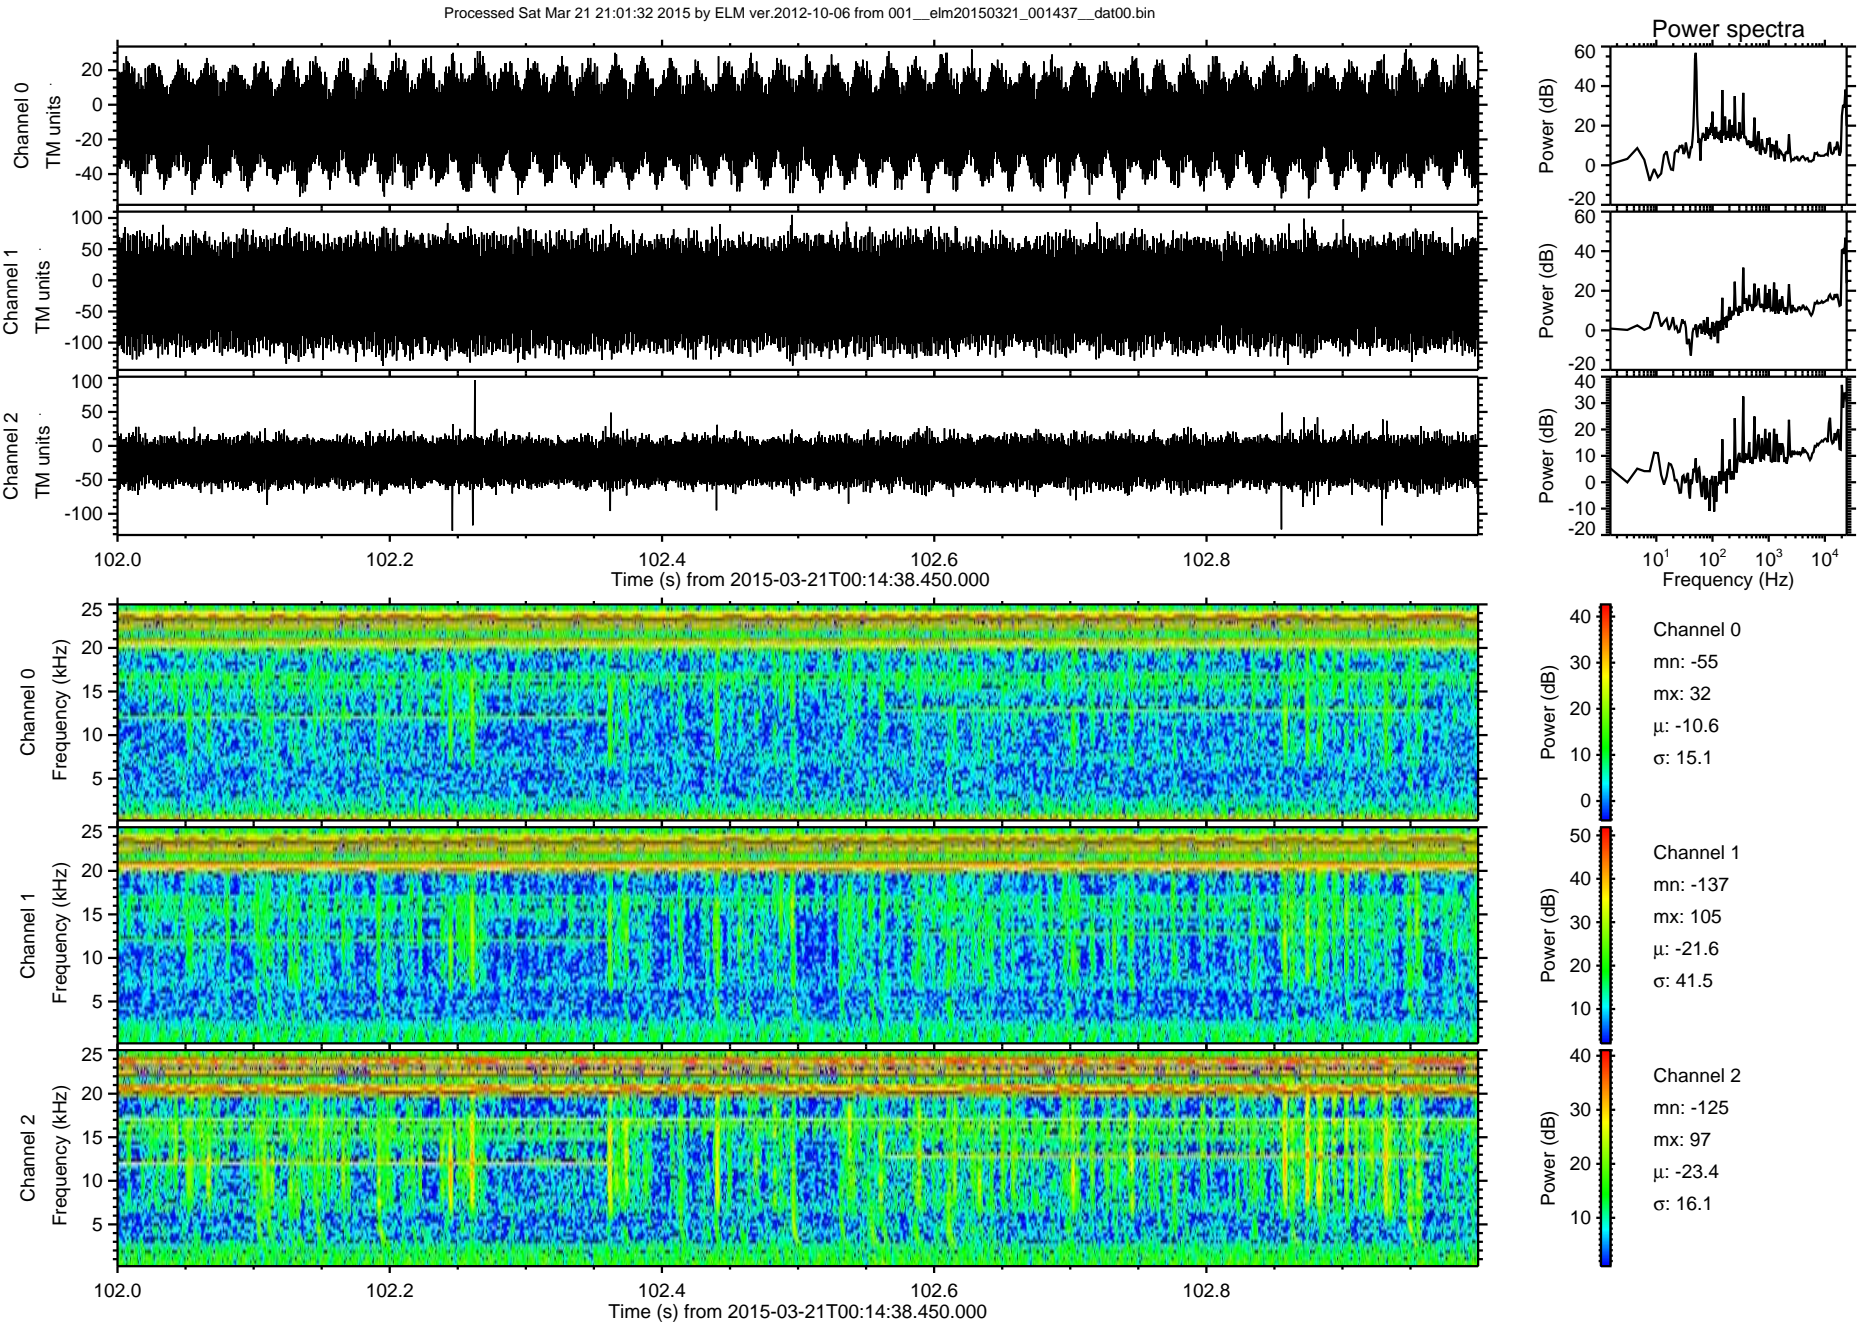 Processed Sat Mar 21 21:01:32 2015 by ELM ver.2012-10-06 from 001__elm20150321_001437__dat00.bin
Power spectra
Channel 0
TM units
20
0
-20
-40
Power (dB)
60
40
20
0
-20
Channel 1
TM units
100
50
0
-50
-100
Power (dB)
60
40
20
0
-20
Channel 2
TM units
100
50
0
-50
-100
Power (dB)
40
30
20
10
0
-10
-20
102.0 102.2 102.4 102.6 102.8
Time (s) from 2015-03-21T00:14:38.450.000
10^1 10^2 10^3 10^4
Frequency (Hz)
Channel 0
Frequency (kHz)
25
20
15
10
5
Power (dB)
40
30
20
10
0
Channel 0
mn: -55
mx: 32
μ: -10.6
σ: 15.1
Channel 1
Frequency (kHz)
25
20
15
10
5
Power (dB)
50
40
30
20
10
Channel 1
mn: -137
mx: 105
μ: -21.6
σ: 41.5
Channel 2
Frequency (kHz)
25
20
15
10
5
Power (dB)
40
30
20
10
Channel 2
mn: -125
mx: 97
μ: -23.4
σ: 16.1
102.0 102.2 102.4 102.6 102.8
Time (s) from 2015-03-21T00:14:38.450.000